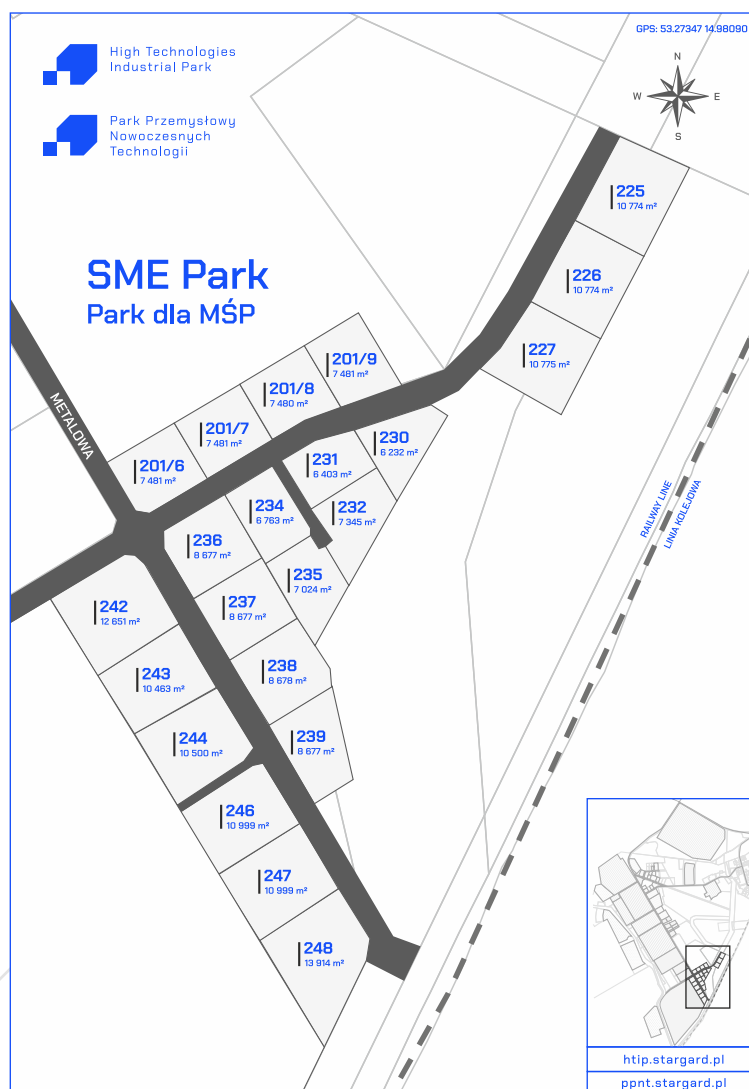 GPS: 53.27347 14.98090
High Technologies
Industrial Park
Park Przemysłowy
Nowoczesnych
Technologii
N
W
E
S
SME Park
Park dla MŚP
225
10 774 m²
226
10 774 m²
227
10 775 m²
201/9
7 481 m²
201/8
7 480 m²
201/7
7 481 m²
201/6
7 481 m²
METALOWA
230
6 232 m²
231
6 403 m²
232
7 345 m²
234
6 763 m²
235
7 024 m²
236
8 677 m²
237
8 677 m²
238
8 678 m²
239
8 677 m²
242
12 651 m²
243
10 463 m²
244
10 500 m²
246
10 999 m²
247
10 999 m²
248
13 914 m²
RAILWAY LINE
LINIA KOLEJOWA
htip.stargard.pl
ppnt.stargard.pl